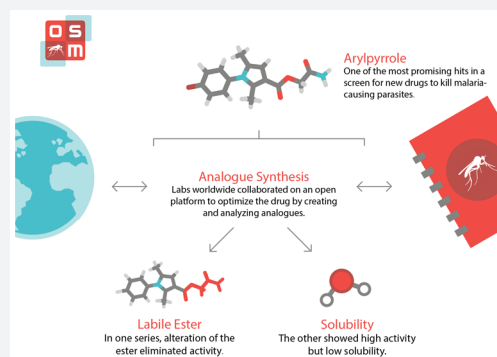 OS
M
Arylpyrrole
One of the most promising hits in a
screen for new drugs to kill malaria-
causing parasites.
Analogue Synthesis
Labs worldwide collaborated on an open
platform to optimize the drug by creating
and analyzing analogues.
Labile Ester
In one series, alteration of the
ester eliminated activity.
Solubility
The other showed high activity
but low solubility.